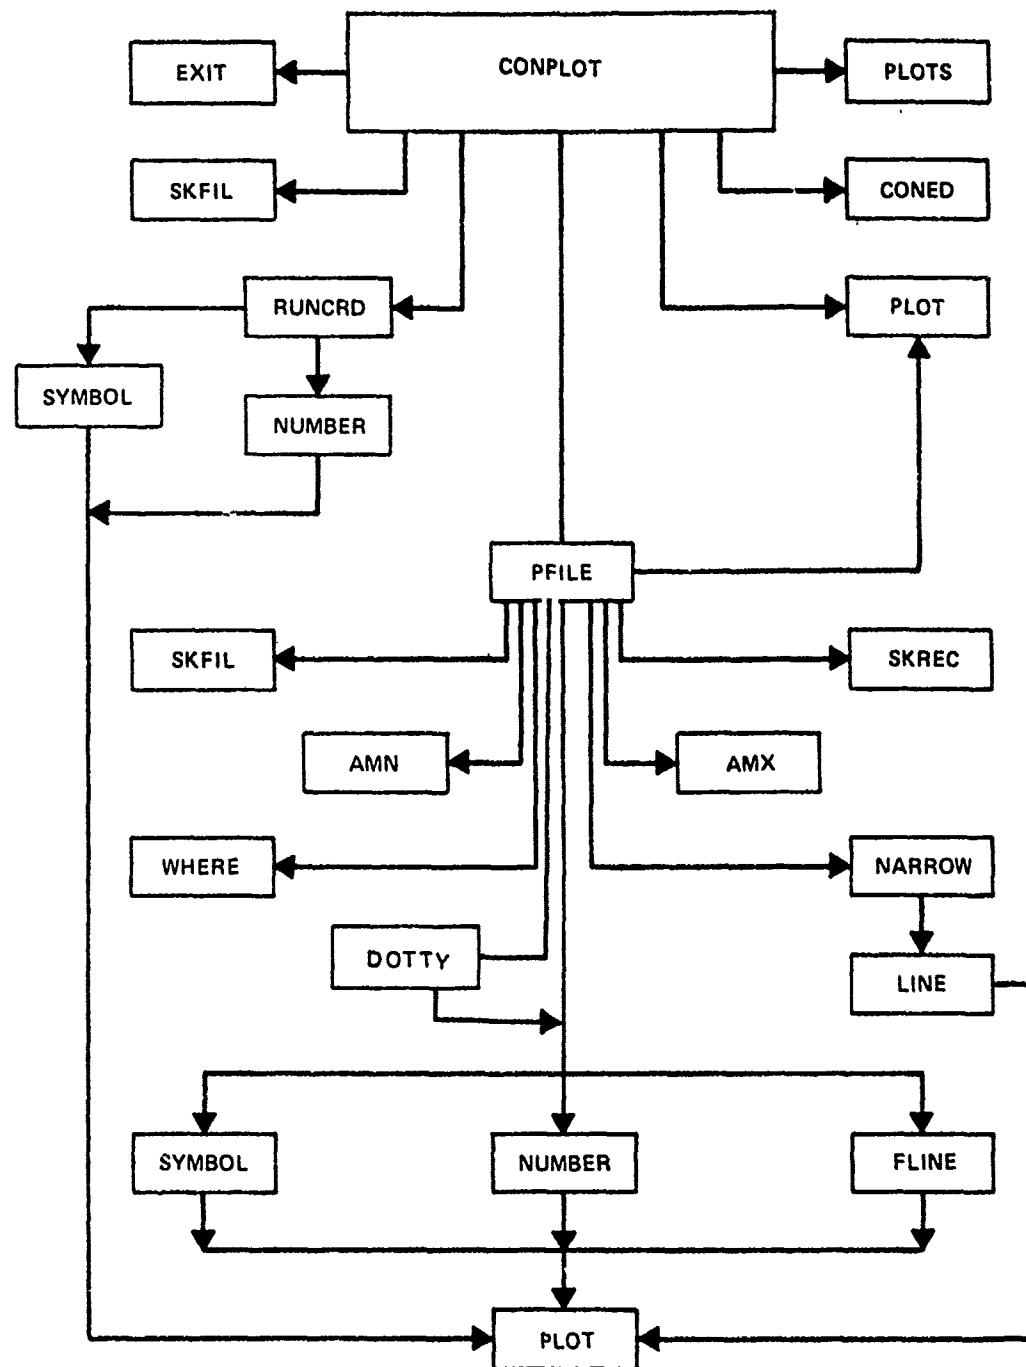 CONPLOT
EXIT
PLOTS
SKFIL
CONED
RUNCRD
PLOT
SYMBOL
NUMBER
PFILE
SKFIL
SKREC
AMN
AMX
WHERE
NARROW
DOTTY
LINE
SYMBOL
NUMBER
FLINE
PLOT